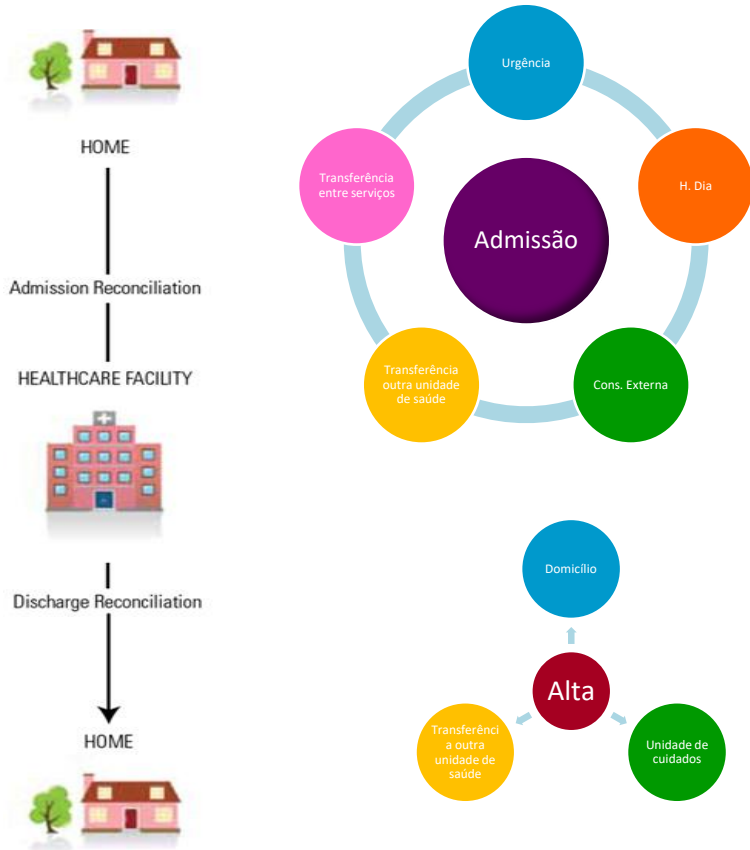 HOME
Admission Reconciliation
HEALTHCARE FACILITY
Discharge Reconciliation
HOME
Urgência
Transferência
entre serviços
H. Dia
Admissão
Transferência
outra unidade
de saúde
Cons. Externa
Domicílio
Alta
Transferênci
a outra
unidade de
saúde
Unidade de
cuidados